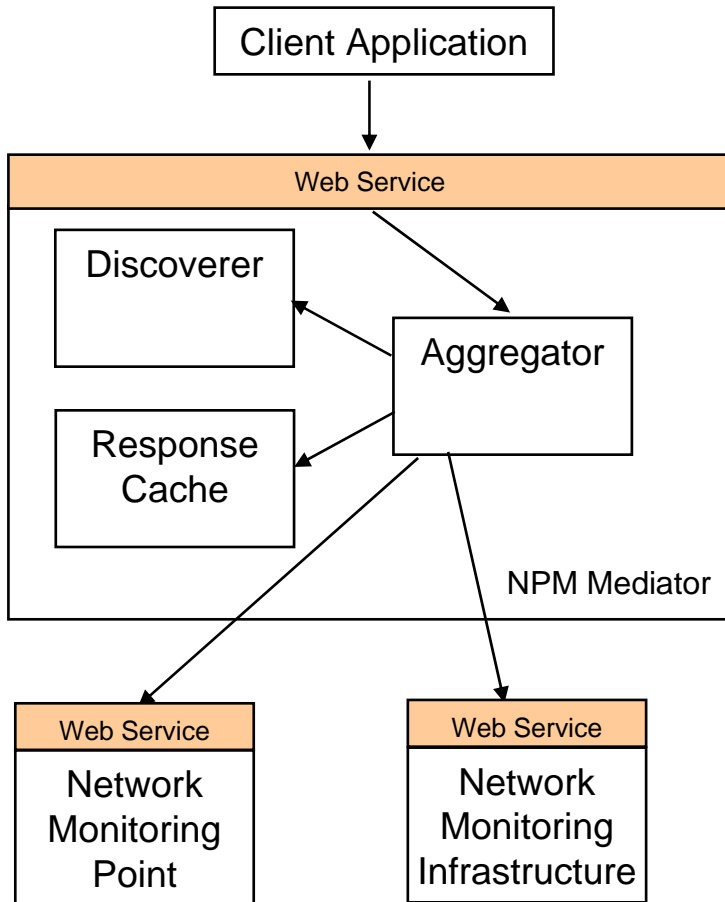 Client Application
Web Service
Discoverer
Aggregator
Response
Cache
NPM Mediator
Web Service
Network
Monitoring
Point
Web Service
Network
Monitoring
Infrastructure